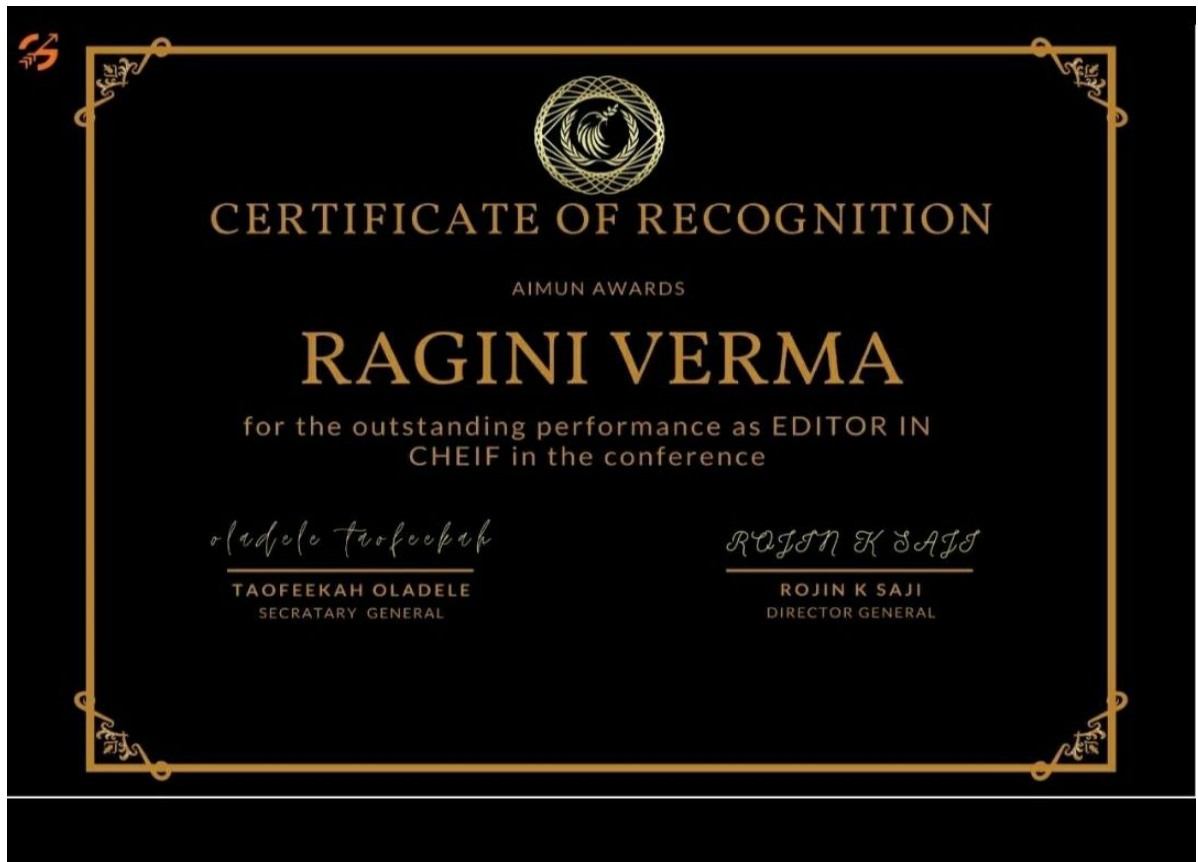 CERTIFICATE OF RECOGNITION
AIMUN AWARDS
RAGINI VERMA
for the outstanding performance as EDITOR IN
CHEIF in the conference
oladele taofeekah
ROJIN K SAJI
TAOFEEKAH OLADELE
ROJIN K SAJI
SECRATARY GENERAL
DIRECTOR GENERAL